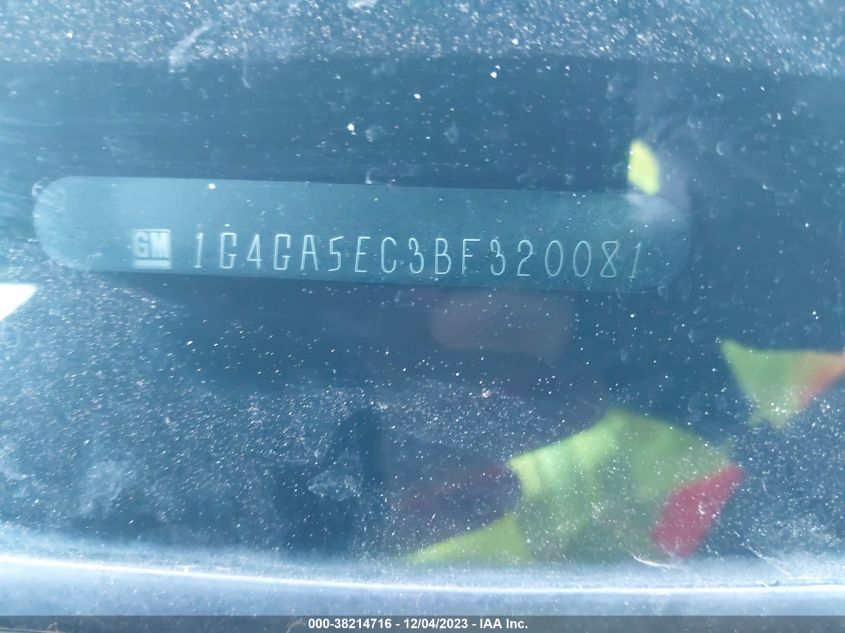 GM 1G4GA5EC3BF320081
000-38214716 - 12/04/2023 - IAA Inc.